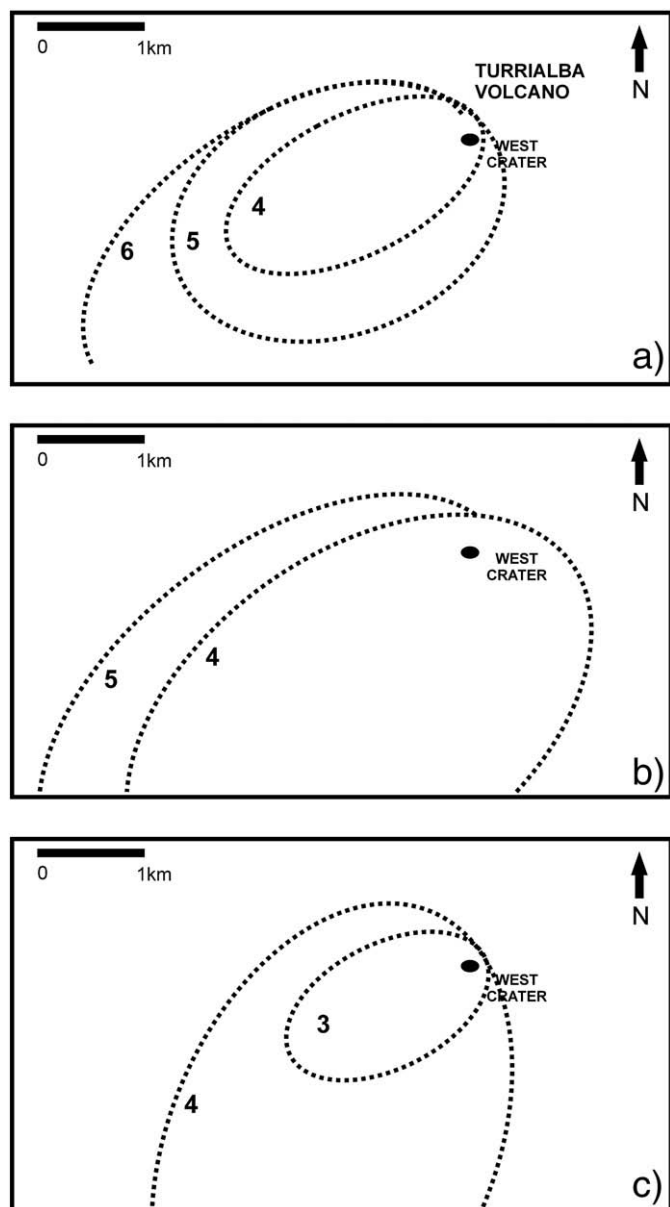 0 1km
N
TURRIALBA
VOLCANO
WEST
CRATER
4
5
6
a)
0 1km
N
WEST
CRATER
4
5
b)
0 1km
N
WEST
CRATER
3
4
c)